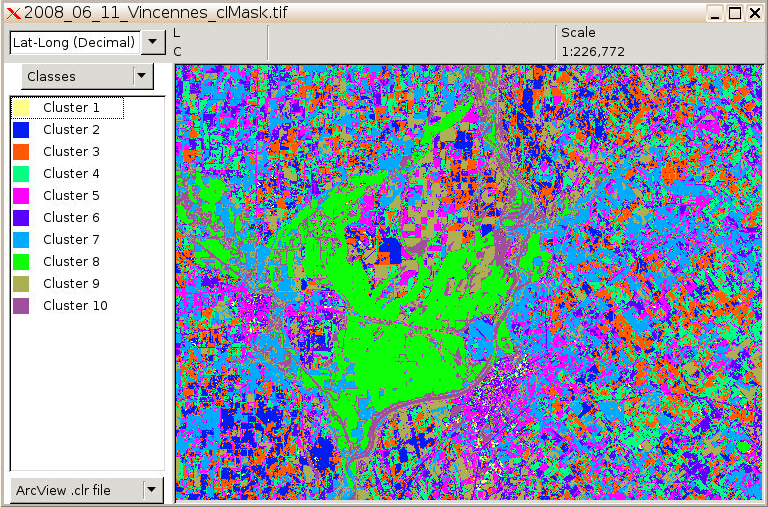 2008_06_11_Vincennes_clMask.tif
Lat-Long (Decimal)
L
C
Scale
1:226,772
Classes
Cluster 1
Cluster 2
Cluster 3
Cluster 4
Cluster 5
Cluster 6
Cluster 7
Cluster 8
Cluster 9
Cluster 10
ArcView .clr file